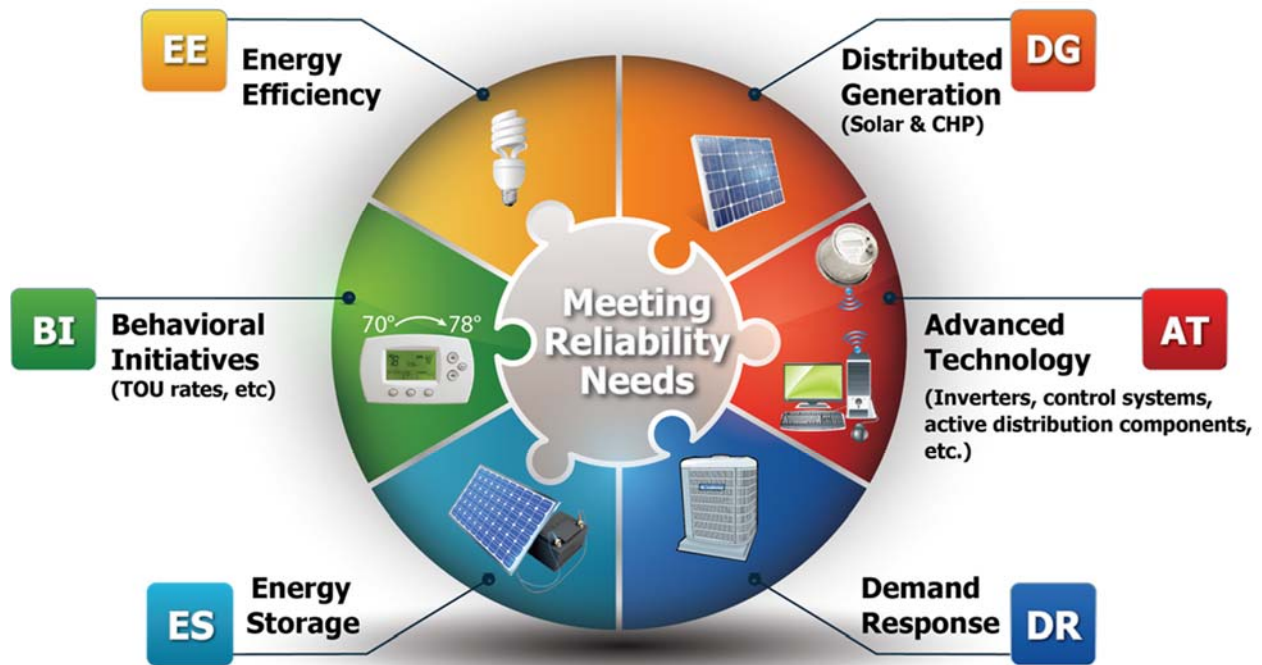 EE
Energy
Efficiency
DG
Distributed
Generation
(Solar & CHP)
BI
Behavioral
Initiatives
(TOU rates, etc)
70° 78°
Meeting
Reliability
Needs
AT
Advanced
Technology
(Inverters, control systems,
active distribution components,
etc.)
ES
Energy
Storage
DR
Demand
Response